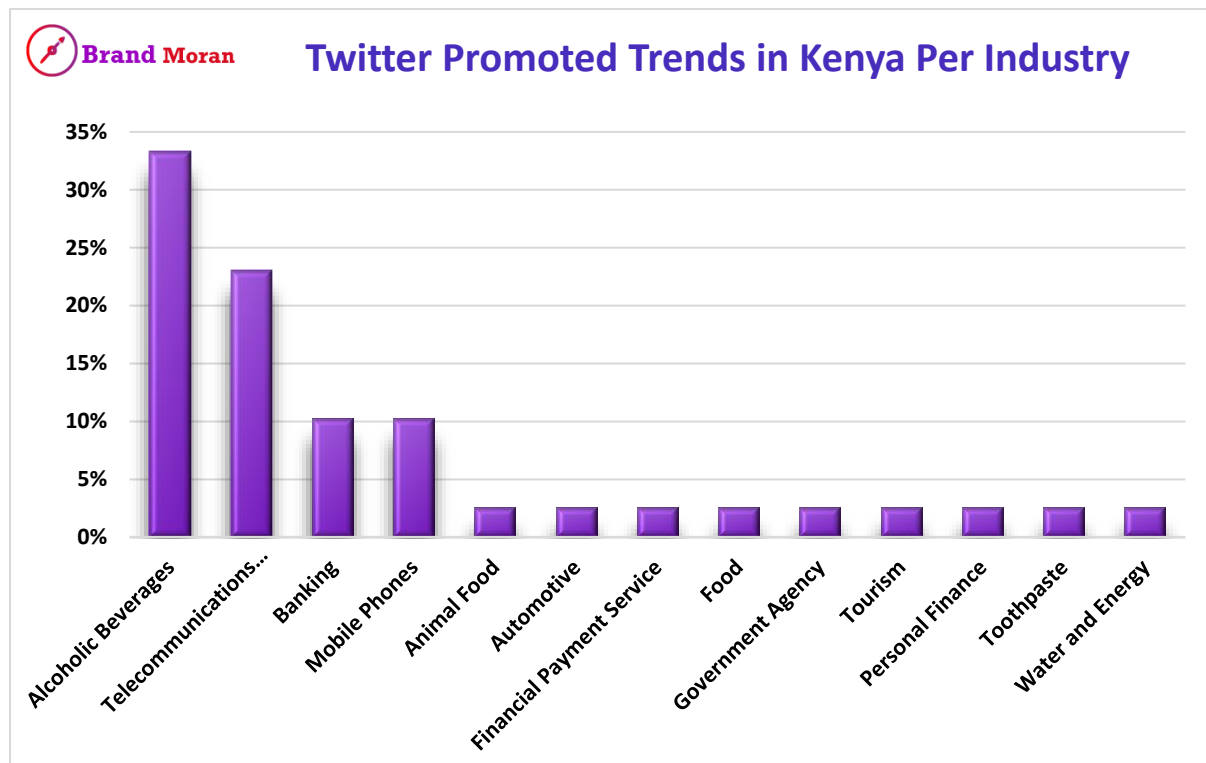 Brand Moran
Twitter Promoted Trends in Kenya Per Industry
35%
30%
25%
20%
15%
10%
5%
0%
Alcoholic Beverages
Telecommunications...
Banking
Mobile Phones
Animal Food
Automotive
Financial Payment Service
Food
Government Agency
Tourism
Personal Finance
Toothpaste
Water and Energy